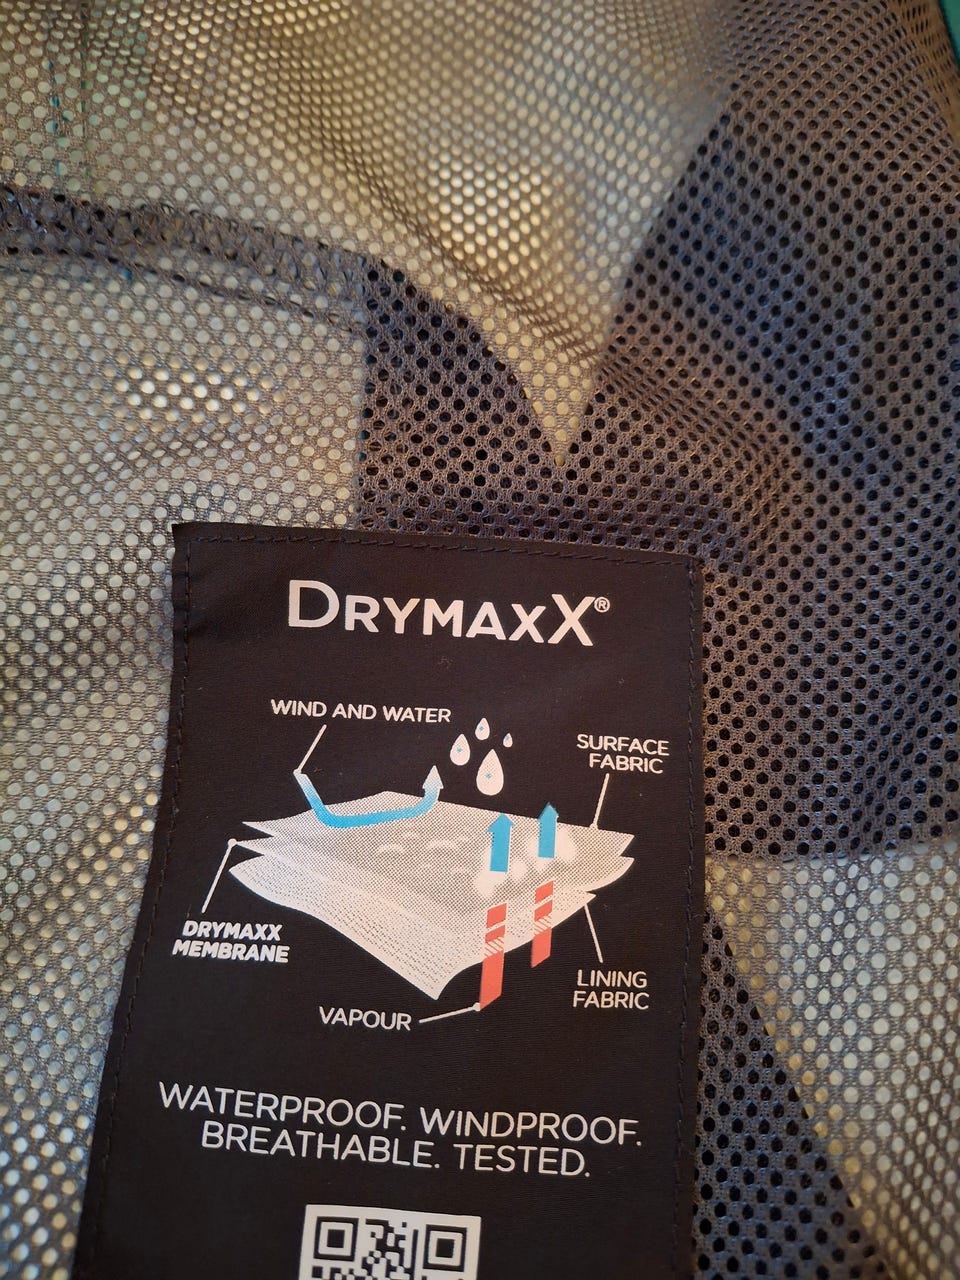 DRYMAXX®
WIND AND WATER
SURFACE
FABRIC
DRYMAXX
MEMBRANE
LINING
FABRIC
VAPOUR
WATERPROOF. WINDPROOF.
BREATHABLE. TESTED.